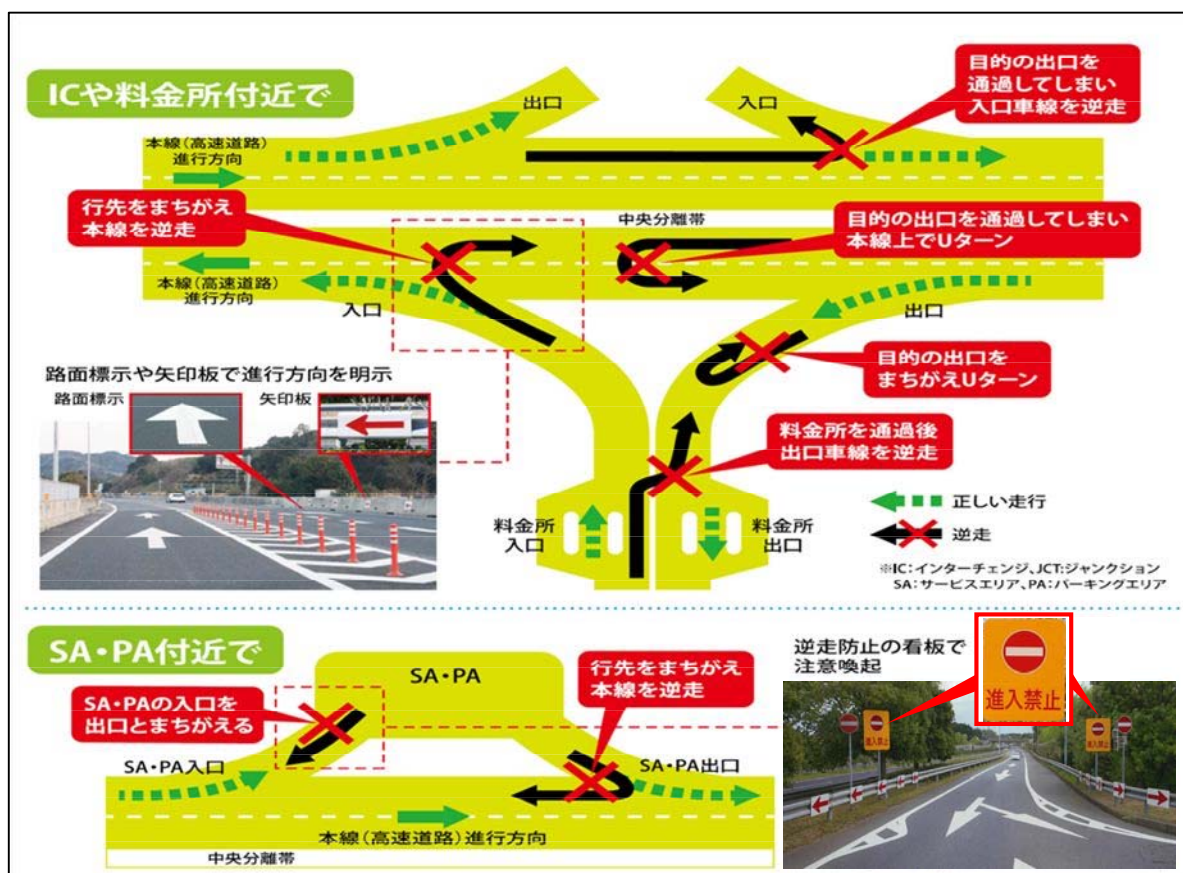 ICや料金所付近で
出口
入口
目的の出口を
通過してしまい
入口車線を逆走
本線(高速道路)
進行方向
行先をまちがえ
本線を逆走
中央分離帯
目的の出口を通過してしまい
本線上でUターン
本線(高速道路)
進行方向
入口
出口
目的の出口を
まちがえUターン
路面標示や矢印板で進行方向を明示
路面標示
矢印板
料金所を通過後
出口車線を逆走
料金所
入口
料金所
出口
正しい走行
逆走
※IC:インターチェンジ、JCT:ジャンクション
SA:サービスエリア、PA:パーキングエリア
SA・PA付近で
SA・PA
SA・PAの入口を
出口とまちがえる
行先をまちがえ
本線を逆走
逆走防止の看板で
注意喚起
進入禁止
進入禁止
進入禁止
SA・PA入口
SA・PA出口
本線(高速道路)進行方向
中央分離帯